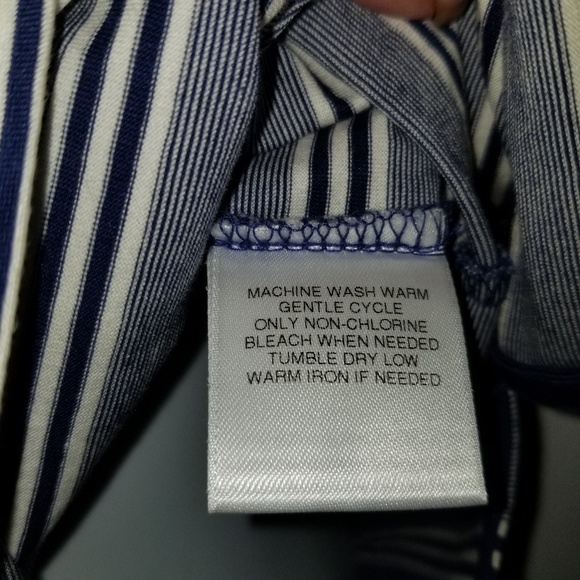 MACHINE WASH WARM
GENTLE CYCLE
ONLY NON-CHLORINE
BLEACH WHEN NEEDED
TUMBLE DRY LOW
WARM IRON IF NEEDED